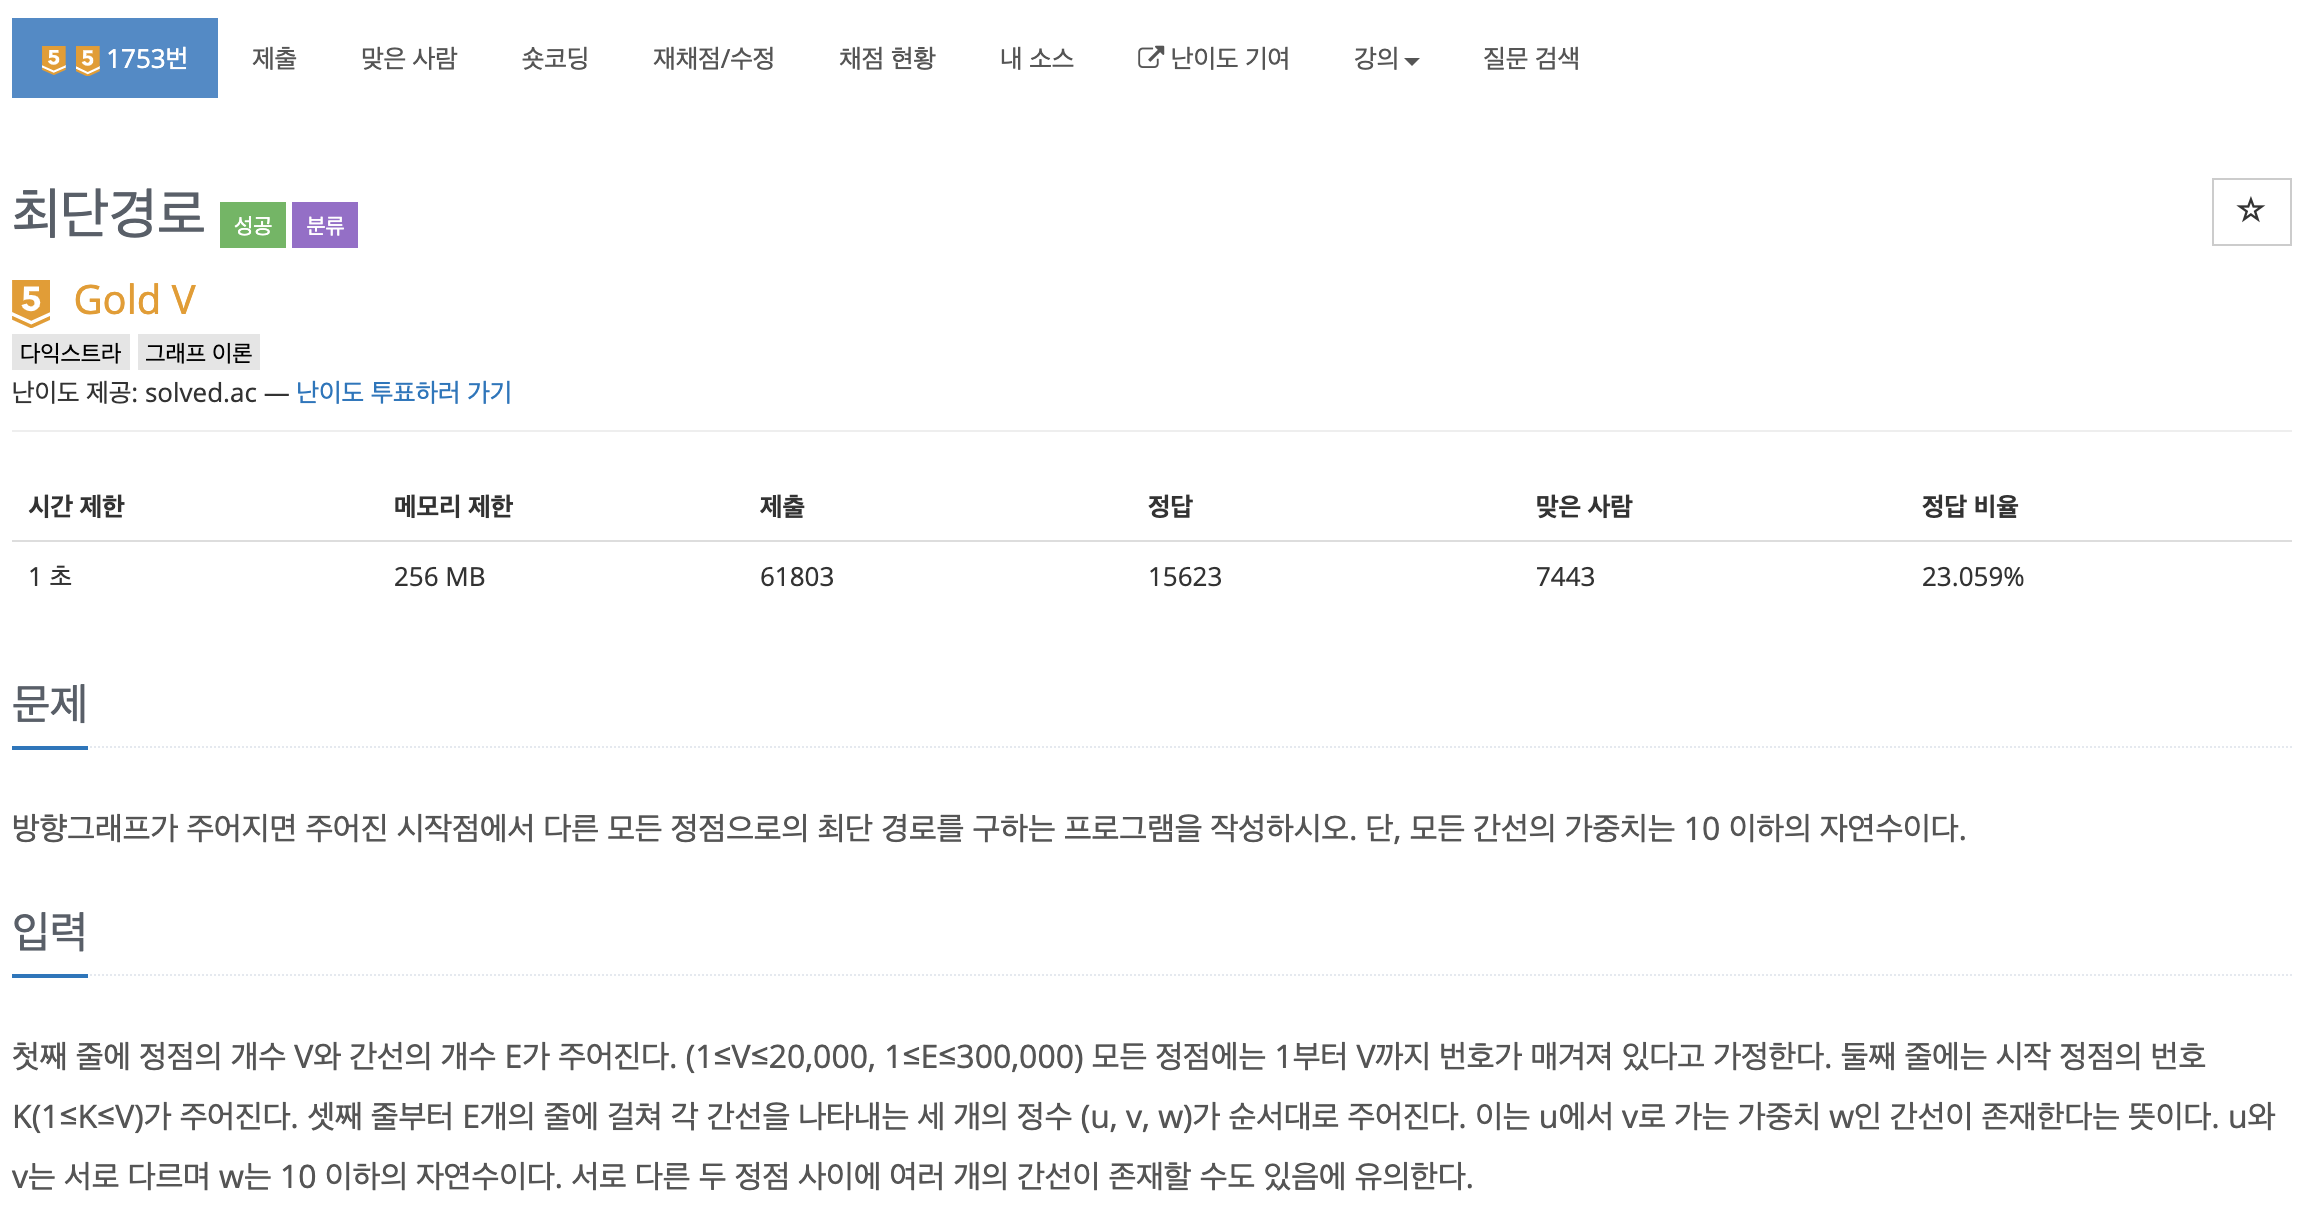 5 5 1753번 제출 맞은 사람 숏코딩 재채점/수정 채점 현황 내 소스 난이도 기여 강의 질문 검색
최단경로 성공 분류
5 Gold V
다익스트라 그래프 이론
난이도 제공: solved.ac — 난이도 투표하러 가기
시간 제한 메모리 제한 제출 정답 맞은 사람 정답 비율
1 초 256 MB 61803 15623 7443 23.059%
문제
방향그래프가 주어지면 주어진 시작점에서 다른 모든 정점으로의 최단 경로를 구하는 프로그램을 작성하시오. 단, 모든 간선의 가중치는 10 이하의 자연수이다.
입력
첫째 줄에 정점의 개수 V와 간선의 개수 E가 주어진다. (1≤V≤20,000, 1≤E≤300,000) 모든 정점에는 1부터 V까지 번호가 매겨져 있다고 가정한다. 둘째 줄에는 시작 정점의 번호
K(1≤K≤V)가 주어진다. 셋째 줄부터 E개의 줄에 걸쳐 각 간선을 나타내는 세 개의 정수 (u, v, w)가 순서대로 주어진다. 이는 u에서 v로 가는 가중치 w인 간선이 존재한다는 뜻이다. u와
v는 서로 다르며 w는 10 이하의 자연수이다. 서로 다른 두 정점 사이에 여러 개의 간선이 존재할 수도 있음에 유의한다.